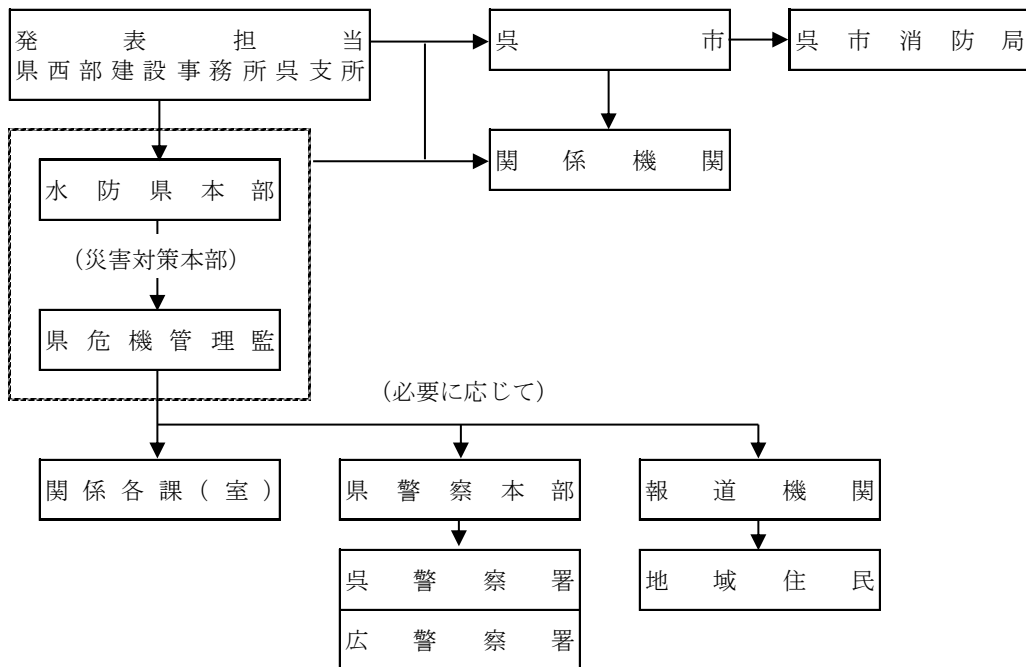 発表担当
県西部建設事務所呉支所
呉市
呉市消防局
関係機関
水防県本部
(災害対策本部)
県危機管理監
(必要に応じて)
関係各課(室)
県警察本部
報道機関
呉警察署
広警察署
地域住民